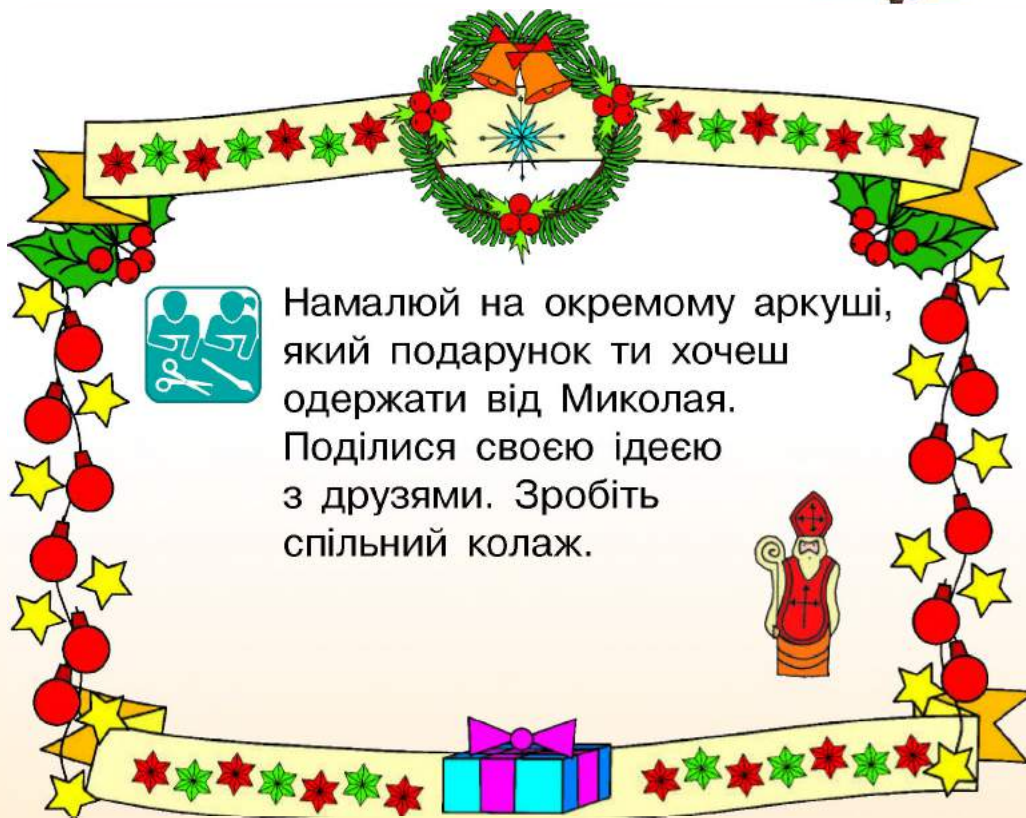 Намалюй на окремому аркуші,
який подарунок ти хочеш
одержати від Миколая.
Поділися своєю ідеєю
з друзями. Зробіть
спільний колаж.